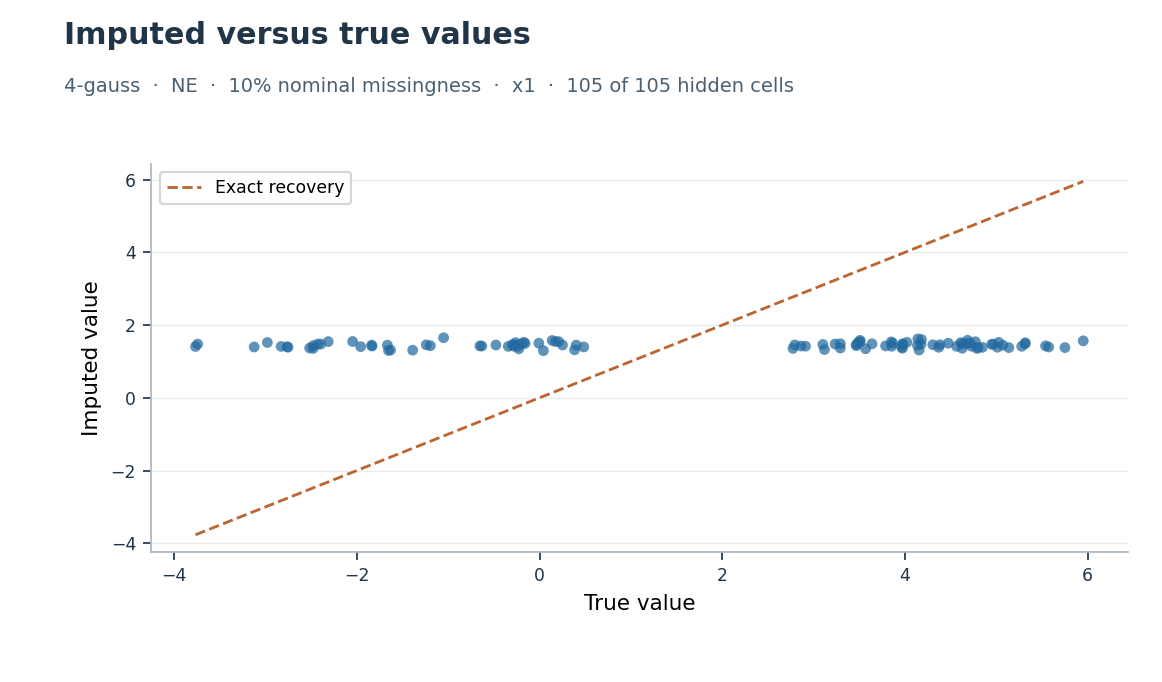 Imputed versus true values
4-gauss · NE · 10% nominal missingness · x1 · 105 of 105 hidden cells
Exact recovery
6
4
2
0
−2
−4
Imputed value
−4 −2 0 2 4 6
True value